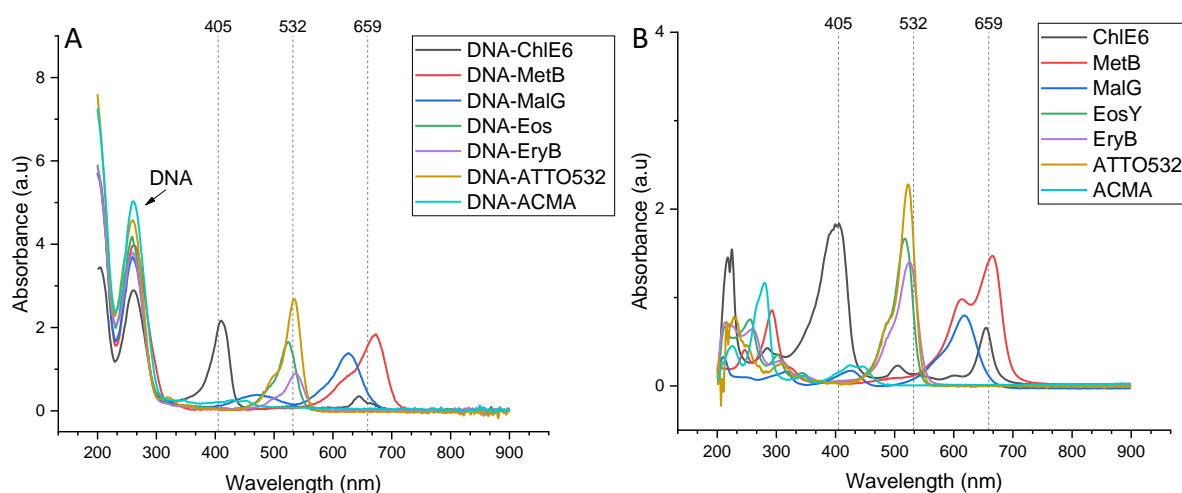 A
405
532
659
DNA-ChlE6
DNA-MetB
DNA-MalG
DNA-Eos
DNA-EryB
DNA-ATTO532
DNA-ACMA
DNA
Absorbance (a.u)
8
6
4
2
0
200 300 400 500 600 700 800 900
Wavelength (nm)
B
405
532
659
ChlE6
MetB
MalG
EosY
EryB
ATTO532
ACMA
Absorbance (a.u)
4
2
0
200 300 400 500 600 700 800 900
Wavelength (nm)